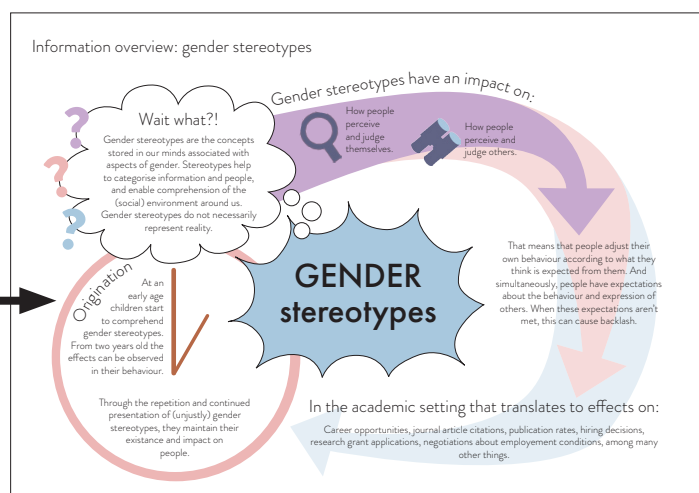 Information overview: gender stereotypes
Wait what?!
Gender stereotypes are the concepts
stored in our minds associated with
aspects of gender. Stereotypes help
to categorise information and people,
and enable comprehension of the
(social) environment around us.
Gender stereotypes do not necessarily
represent reality.
?
?
?
Gender stereotypes have an impact on:
How people
perceive
and judge
themselves.
How people
perceive and
judge others.
That means that people adjust their
own behaviour according to what they
think is expected from them. And
simultaneously, people have expectations
about the behaviour and expression of
others. When these expectations aren't
met, this can cause backlash.
GENDER
stereotypes
Origination
At an
early age
children start
to comprehend
gender stereotypes.
From two years old the
effects can be observed
in their behaviour.
Through the repetition and continued
presentation of (unjustly) gender
stereotypes, they maintain their
existance and impact on
people.
In the academic setting that translates to effects on:
Career opportunities, journal article citations, publication rates, hiring decisions,
research grant applications, negotiations about employement conditions, among many
other things.